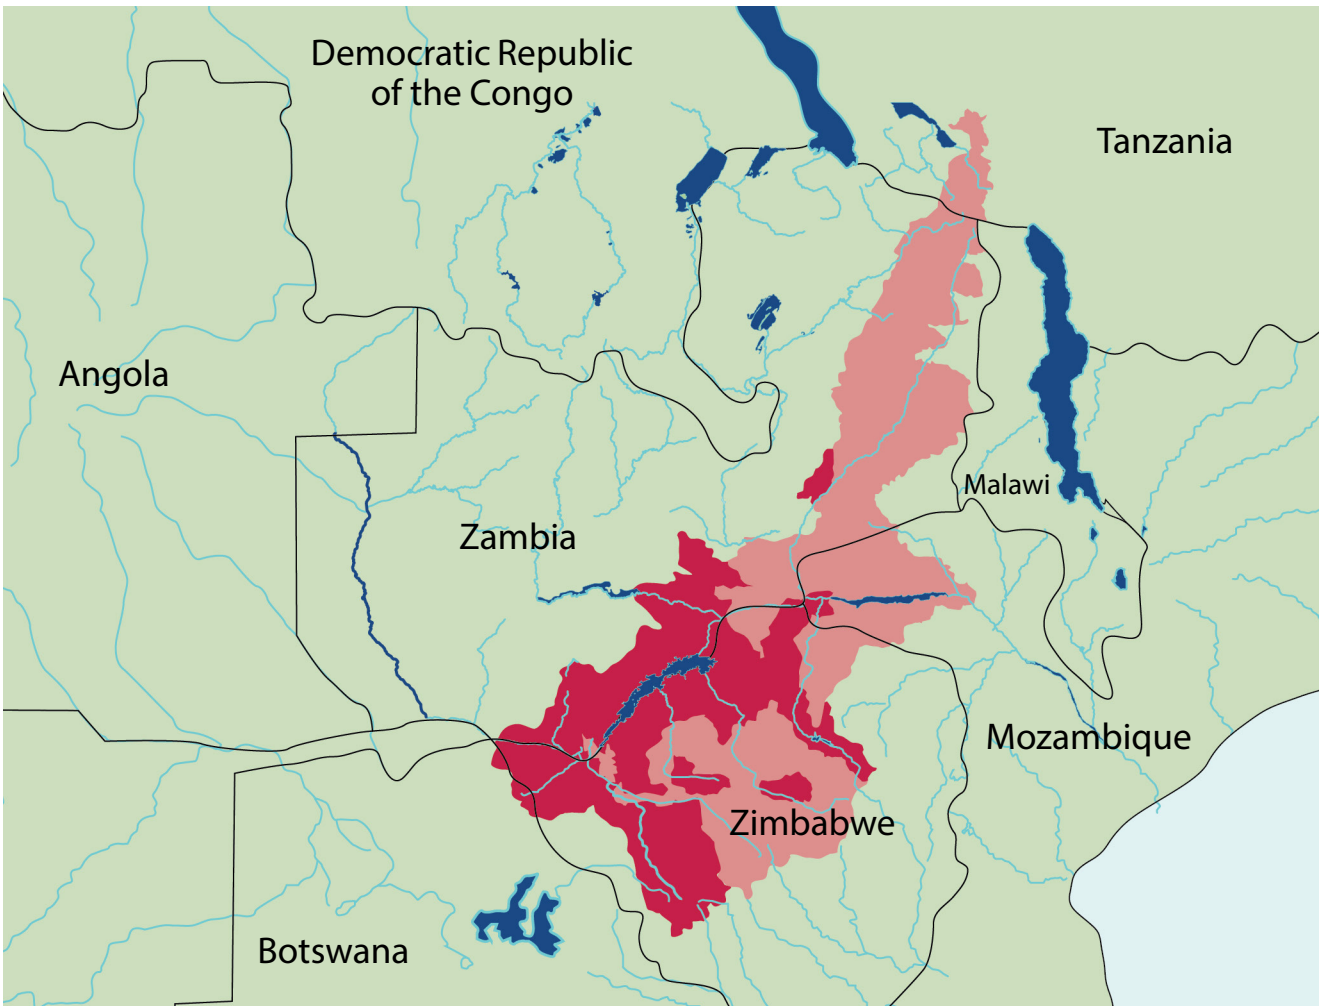 Democratic Republic
of the Congo
Tanzania
Angola
Malawi
Zambia
Mozambique
Zimbabwe
Botswana